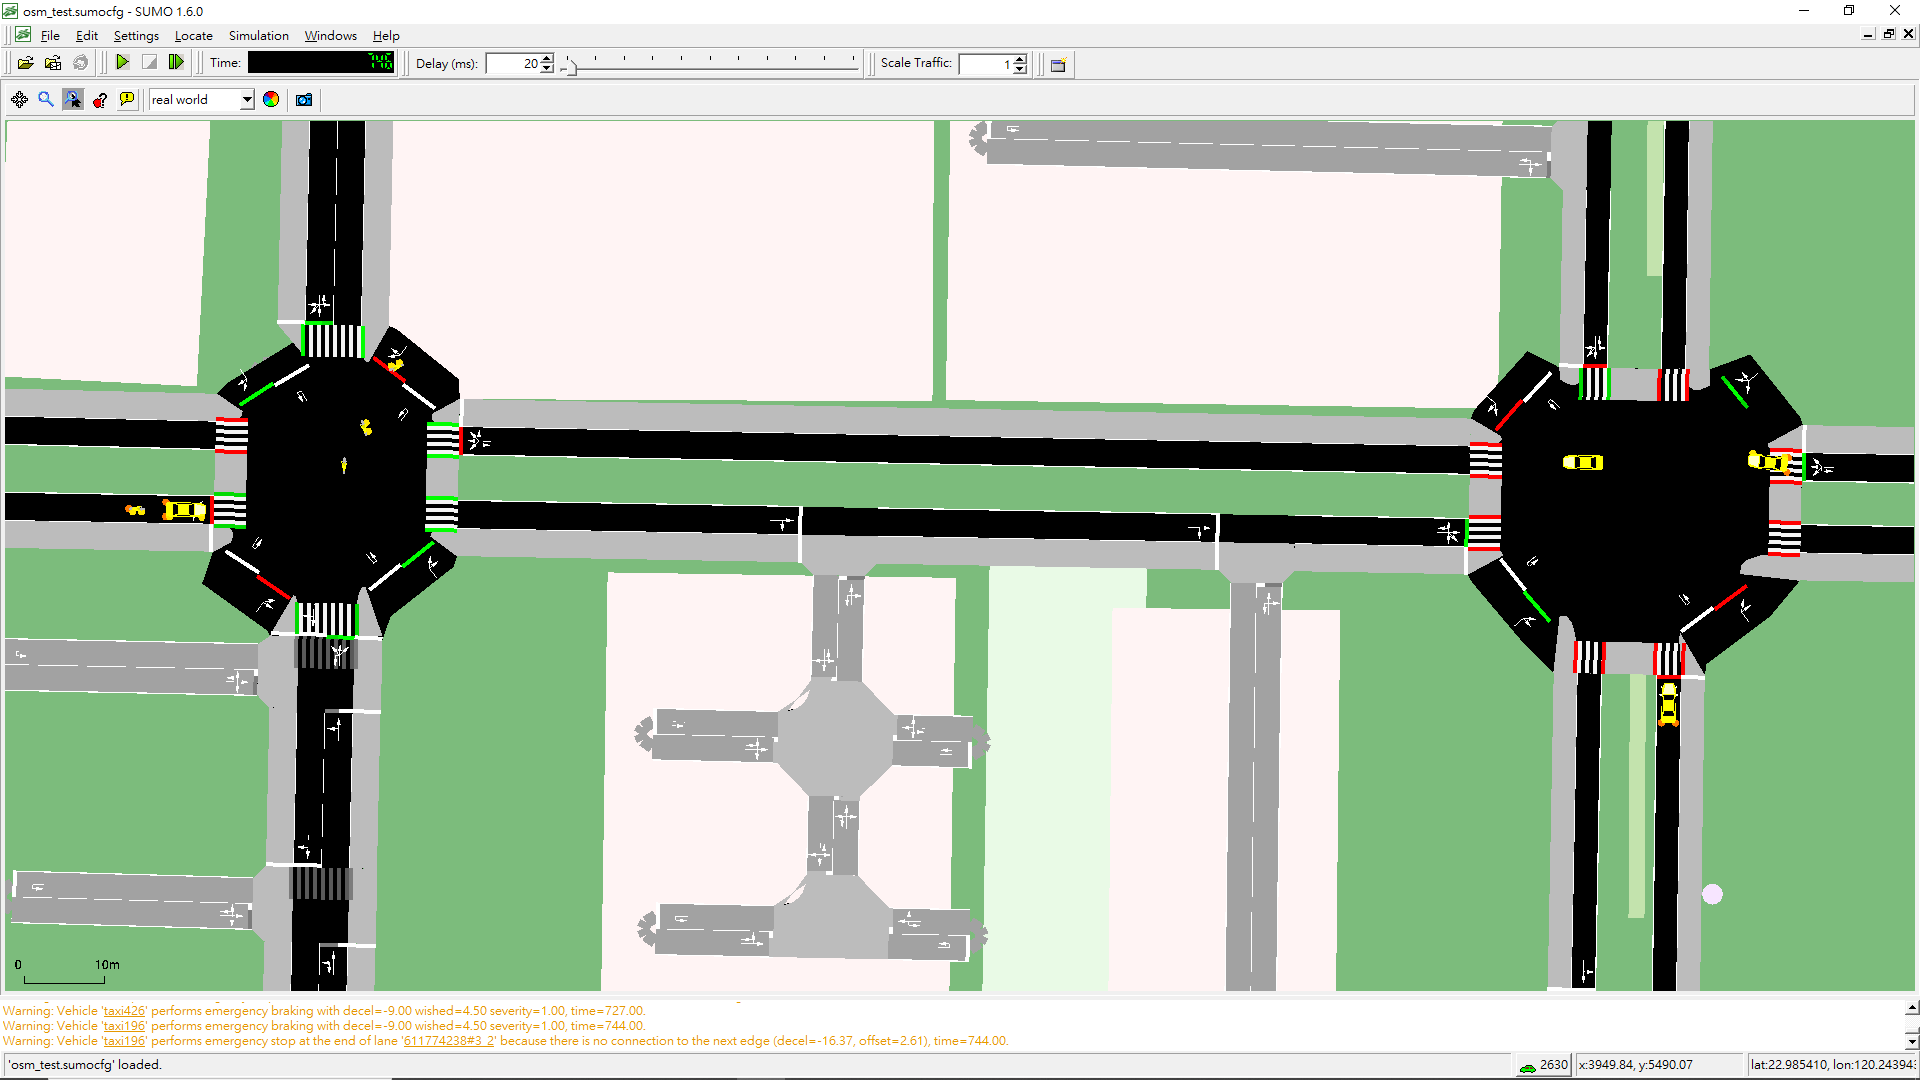 osm_test.sumocfg - SUMO 1.6.0
File Edit Settings Locate Simulation Windows Help
Time: 746 Delay (ms): 20 Scale Traffic: 1
real world
0 10m
Warning: Vehicle 'taxi426' performs emergency braking with decel=-9.00 wished=4.50 severity=1.00, time=727.00.
Warning: Vehicle 'taxi196' performs emergency braking with decel=-9.00 wished=4.50 severity=1.00, time=744.00.
Warning: Vehicle 'taxi196' performs emergency stop at the end of lane '611774238#3_2' because there is no connection to the next edge (decel=-16.37, offset=2.61), time=744.00.
'osm_test.sumocfg' loaded. 2630 x:3949.84, y:5490.07 lat:22.985410, lon:120.243943